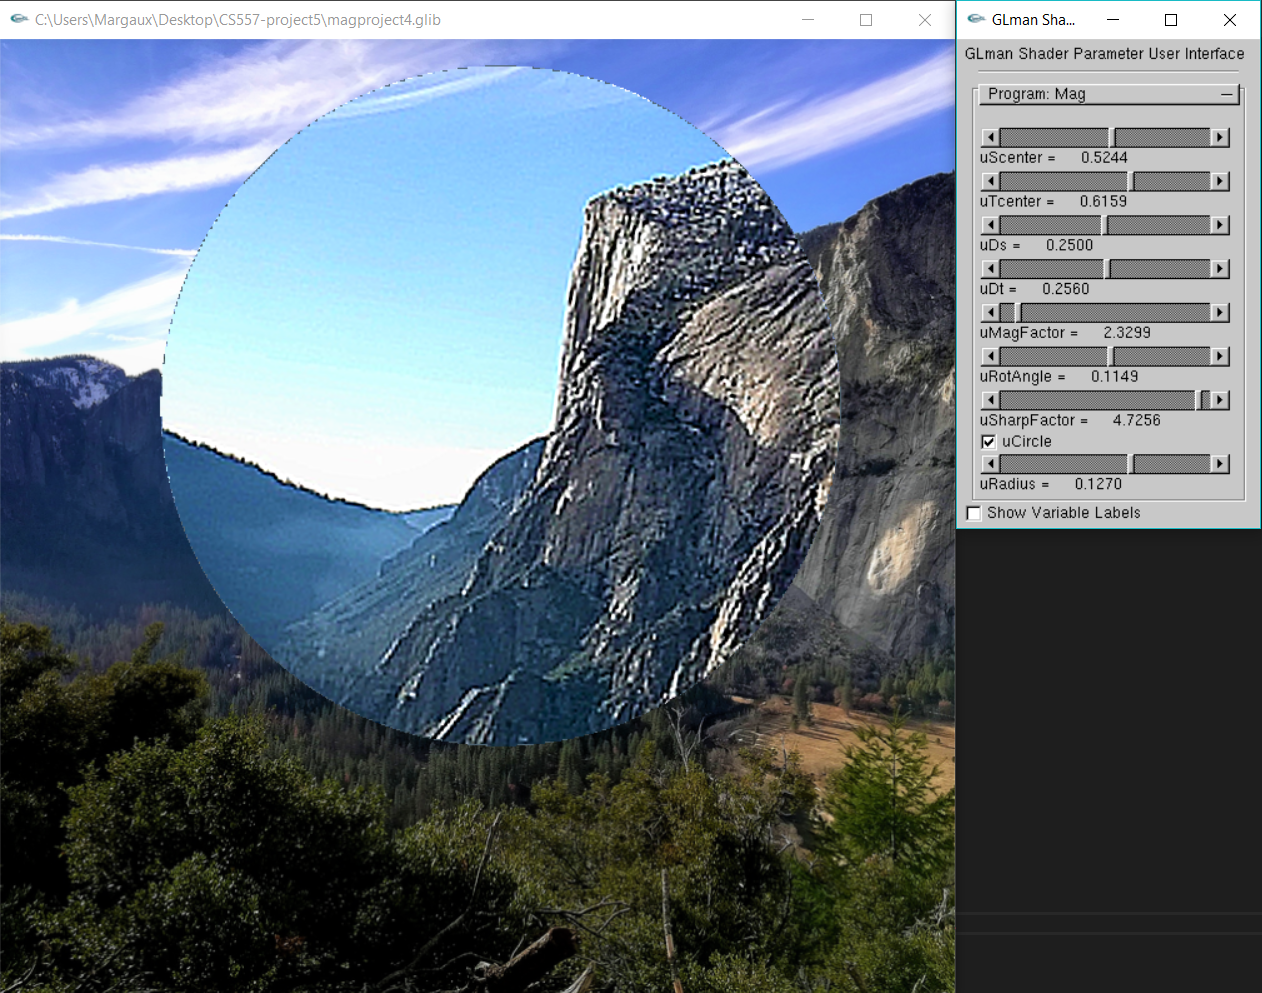 C:\Users\Margaux\Desktop\CS557-project5\magproject4.glib
GLman Sha...
GLman Shader Parameter User Interface
Program: Mag
uScenter = 0.5244
uTcenter = 0.6159
uDs = 0.2500
uDt = 0.2560
uMagFactor = 2.3299
uRotAngle = 0.1149
uSharpFactor = 4.7256
uCircle
uRadius = 0.1270
Show Variable Labels